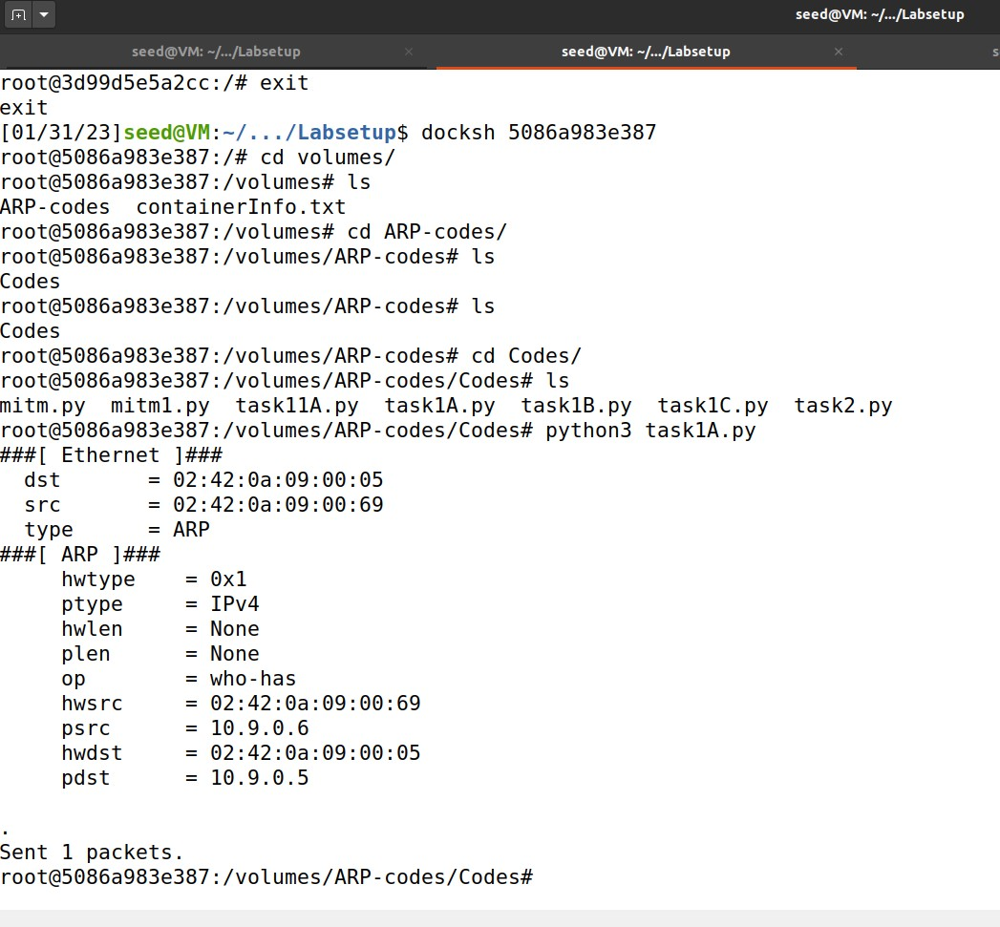 seed@VM: ~/.../Labsetup
seed@VM: ~/.../Labsetup × seed@VM: ~/.../Labsetup × s
root@3d99d5e5a2cc:/# exit
exit
[01/31/23]seed@VM:~/.../Labsetup$ docksh 5086a983e387
root@5086a983e387:/# cd volumes/
root@5086a983e387:/volumes# ls
ARP-codes  containerInfo.txt
root@5086a983e387:/volumes# cd ARP-codes/
root@5086a983e387:/volumes/ARP-codes# ls
Codes
root@5086a983e387:/volumes/ARP-codes# ls
Codes
root@5086a983e387:/volumes/ARP-codes# cd Codes/
root@5086a983e387:/volumes/ARP-codes/Codes# ls
mitm.py  mitm1.py  task11A.py  task1A.py  task1B.py  task1C.py  task2.py
root@5086a983e387:/volumes/ARP-codes/Codes# python3 task1A.py
###[ Ethernet ]###
  dst       = 02:42:0a:09:00:05
  src       = 02:42:0a:09:00:69
  type      = ARP
###[ ARP ]###
     hwtype    = 0x1
     ptype     = IPv4
     hwlen     = None
     plen      = None
     op        = who-has
     hwsrc     = 02:42:0a:09:00:69
     psrc      = 10.9.0.6
     hwdst     = 02:42:0a:09:00:05
     pdst      = 10.9.0.5
.
Sent 1 packets.
root@5086a983e387:/volumes/ARP-codes/Codes#